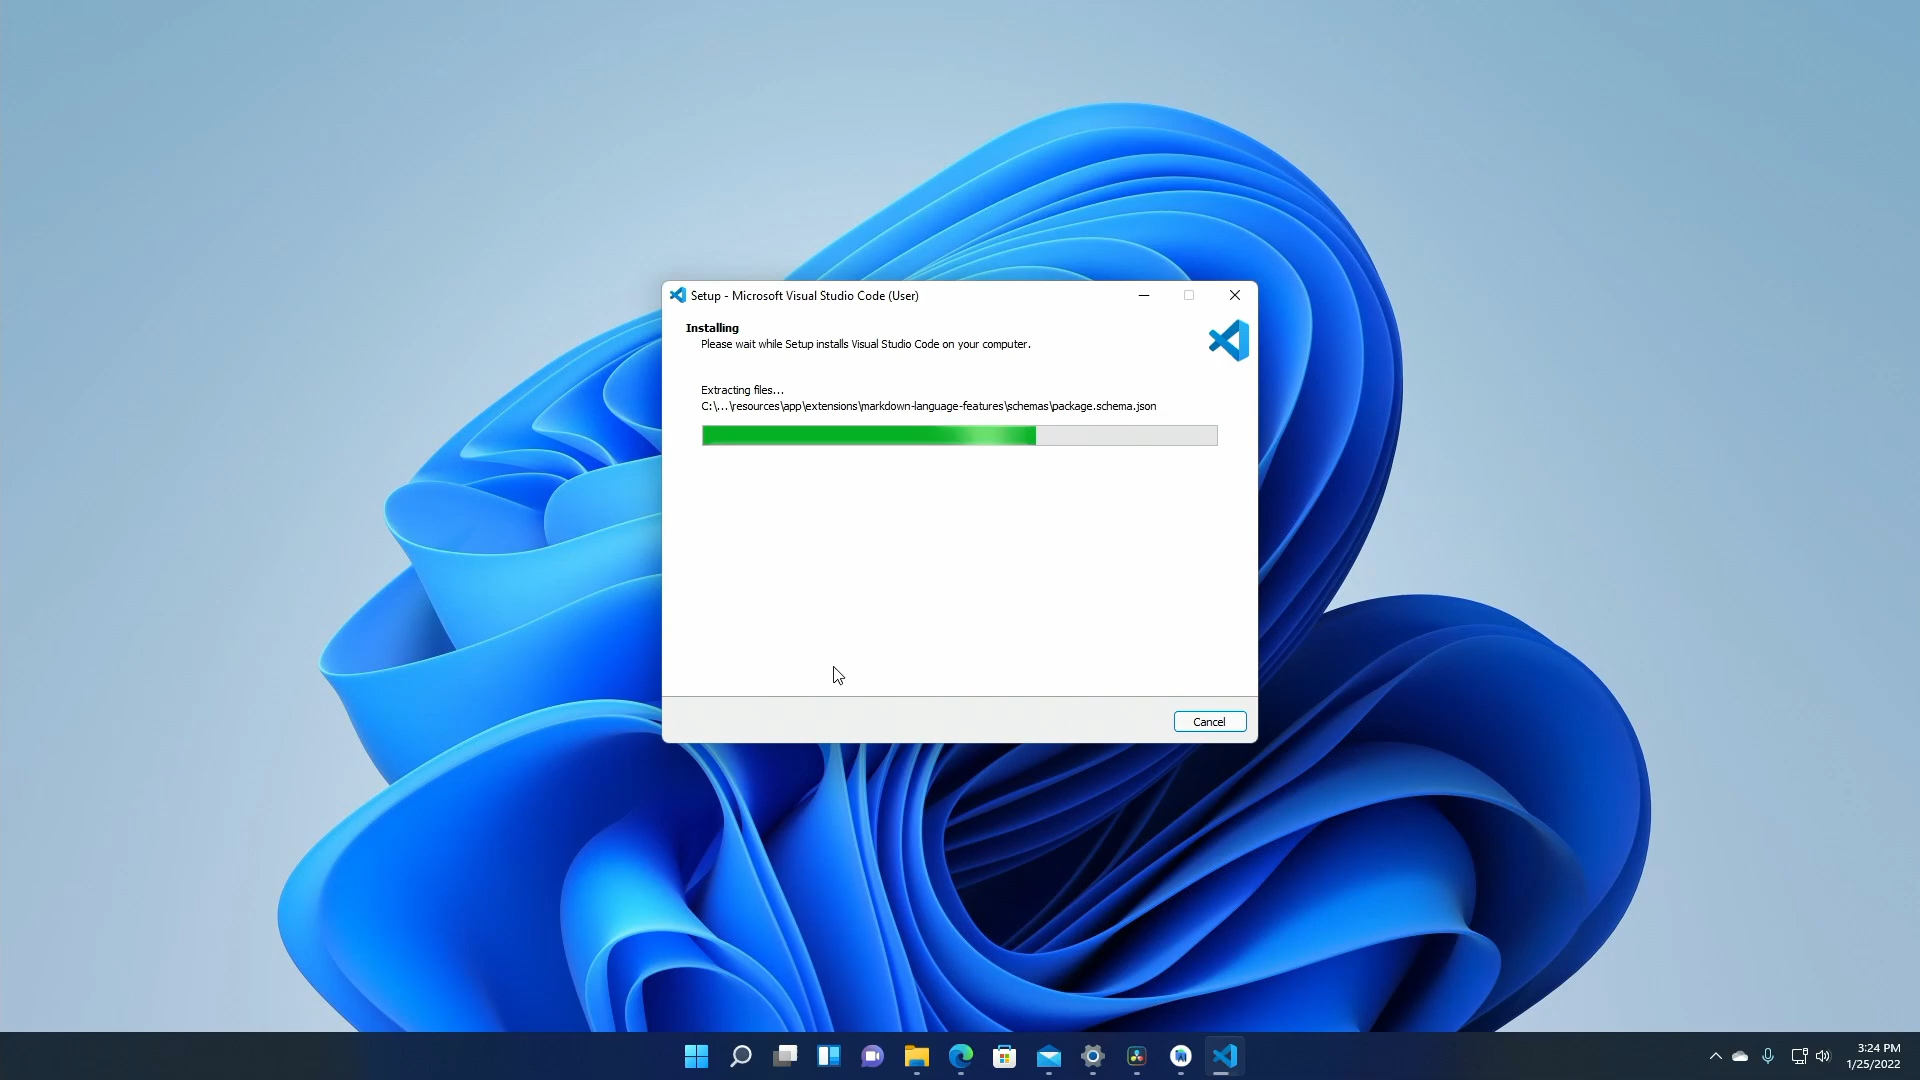 Setup - Microsoft Visual Studio Code (User)
Installing
Please wait while Setup installs Visual Studio Code on your computer.
Extracting files...
C:\...\resources\app\extensions\markdown-language-features\schemas\package.schema.json
Cancel
3:24 PM
1/25/2022